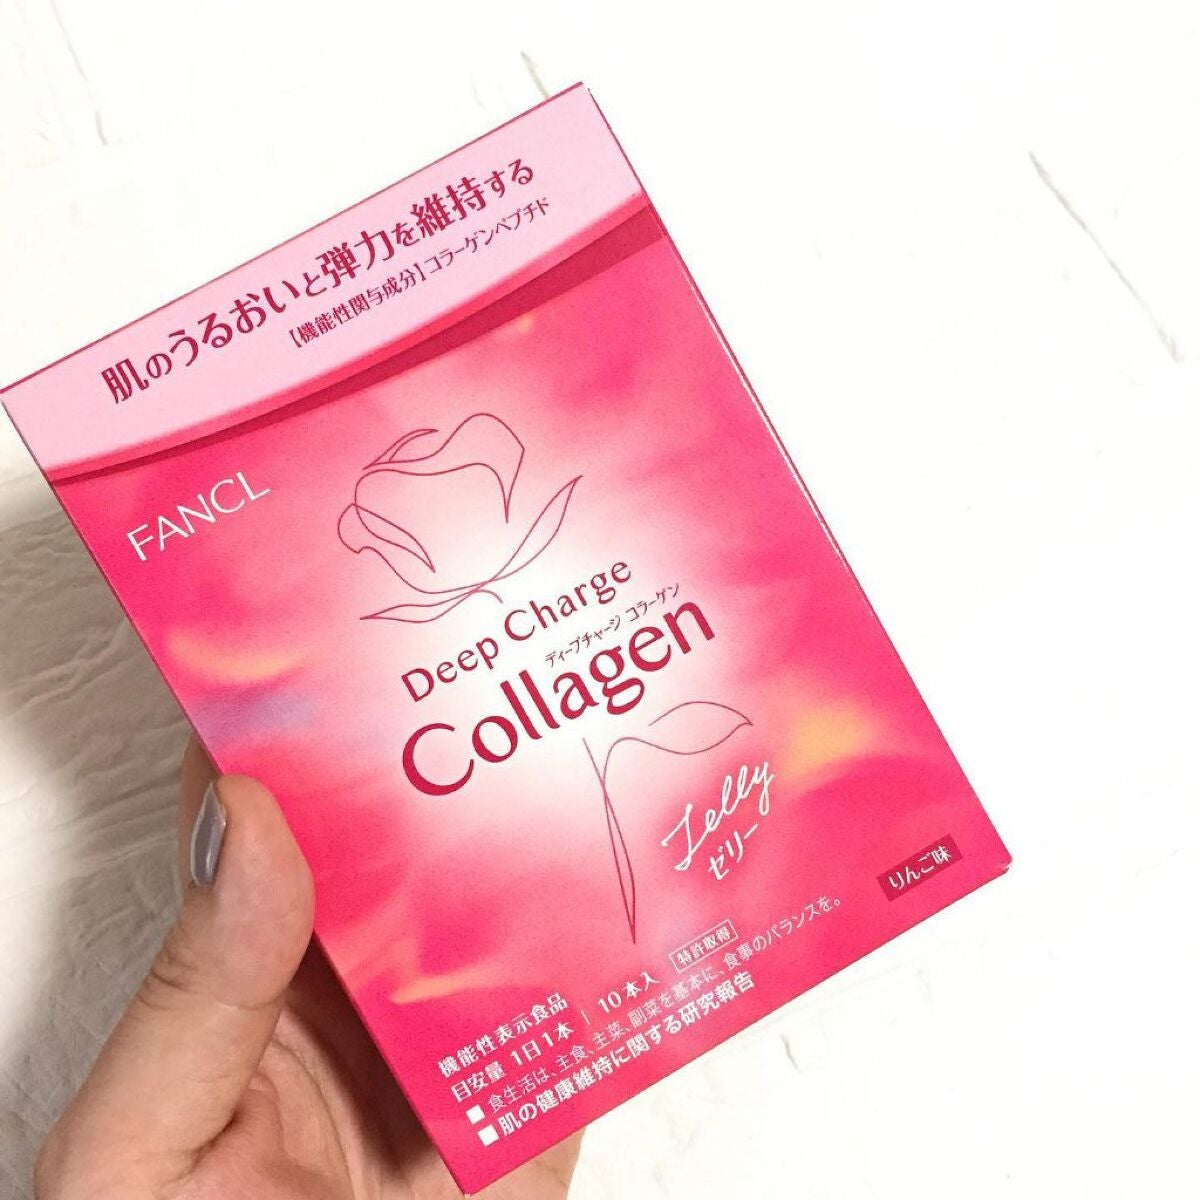 肌のうるおいと弾力を維持する
【機能性関与成分】コラーゲンペプチド
FANCL
Deep Charge
ディープチャージ コラーゲン
Collagen
Jelly
ゼリー
りんご味
機能性表示食品
目安量 1日1本 | 10本入 特許取得
■ 食生活は、主食、主菜、副菜を基本に、食事のバランスを。
■ 肌の健康維持に関する研究報告